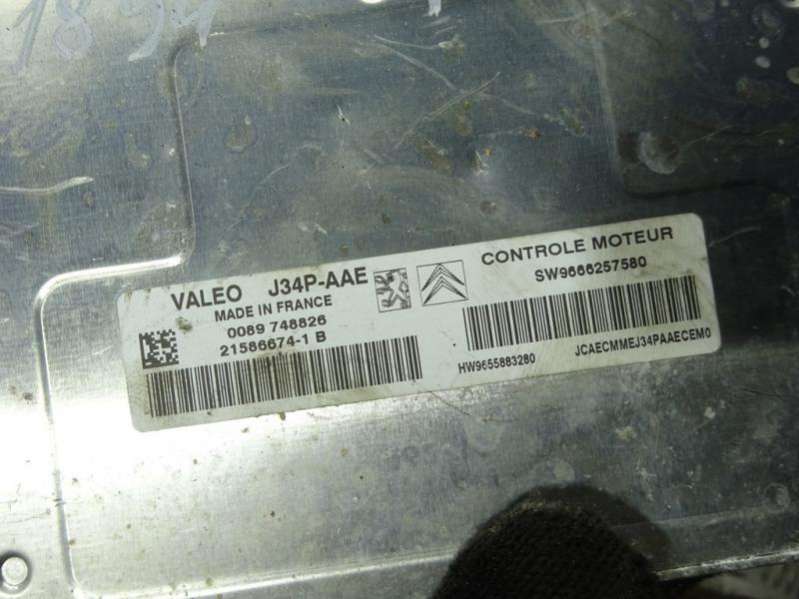 VALEO J34P-AAE
MADE IN FRANCE
0089 748826
21586674-1 B
CONTROLE MOTEUR
SW9666257580
HW9655883280
JCAECMMEJ34PAAECEM0